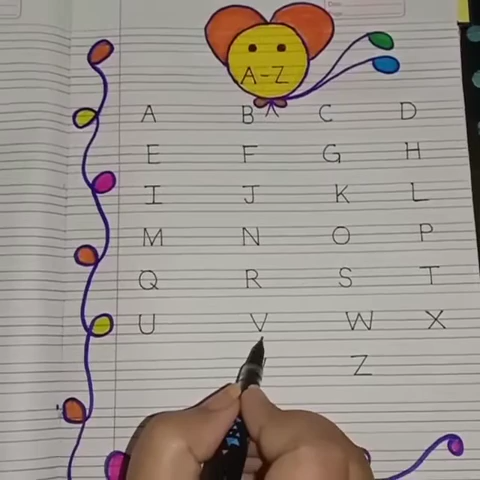 A-Z
A B C D
E F G H
I J K L
M N O P
Q R S T
U V W X
Z